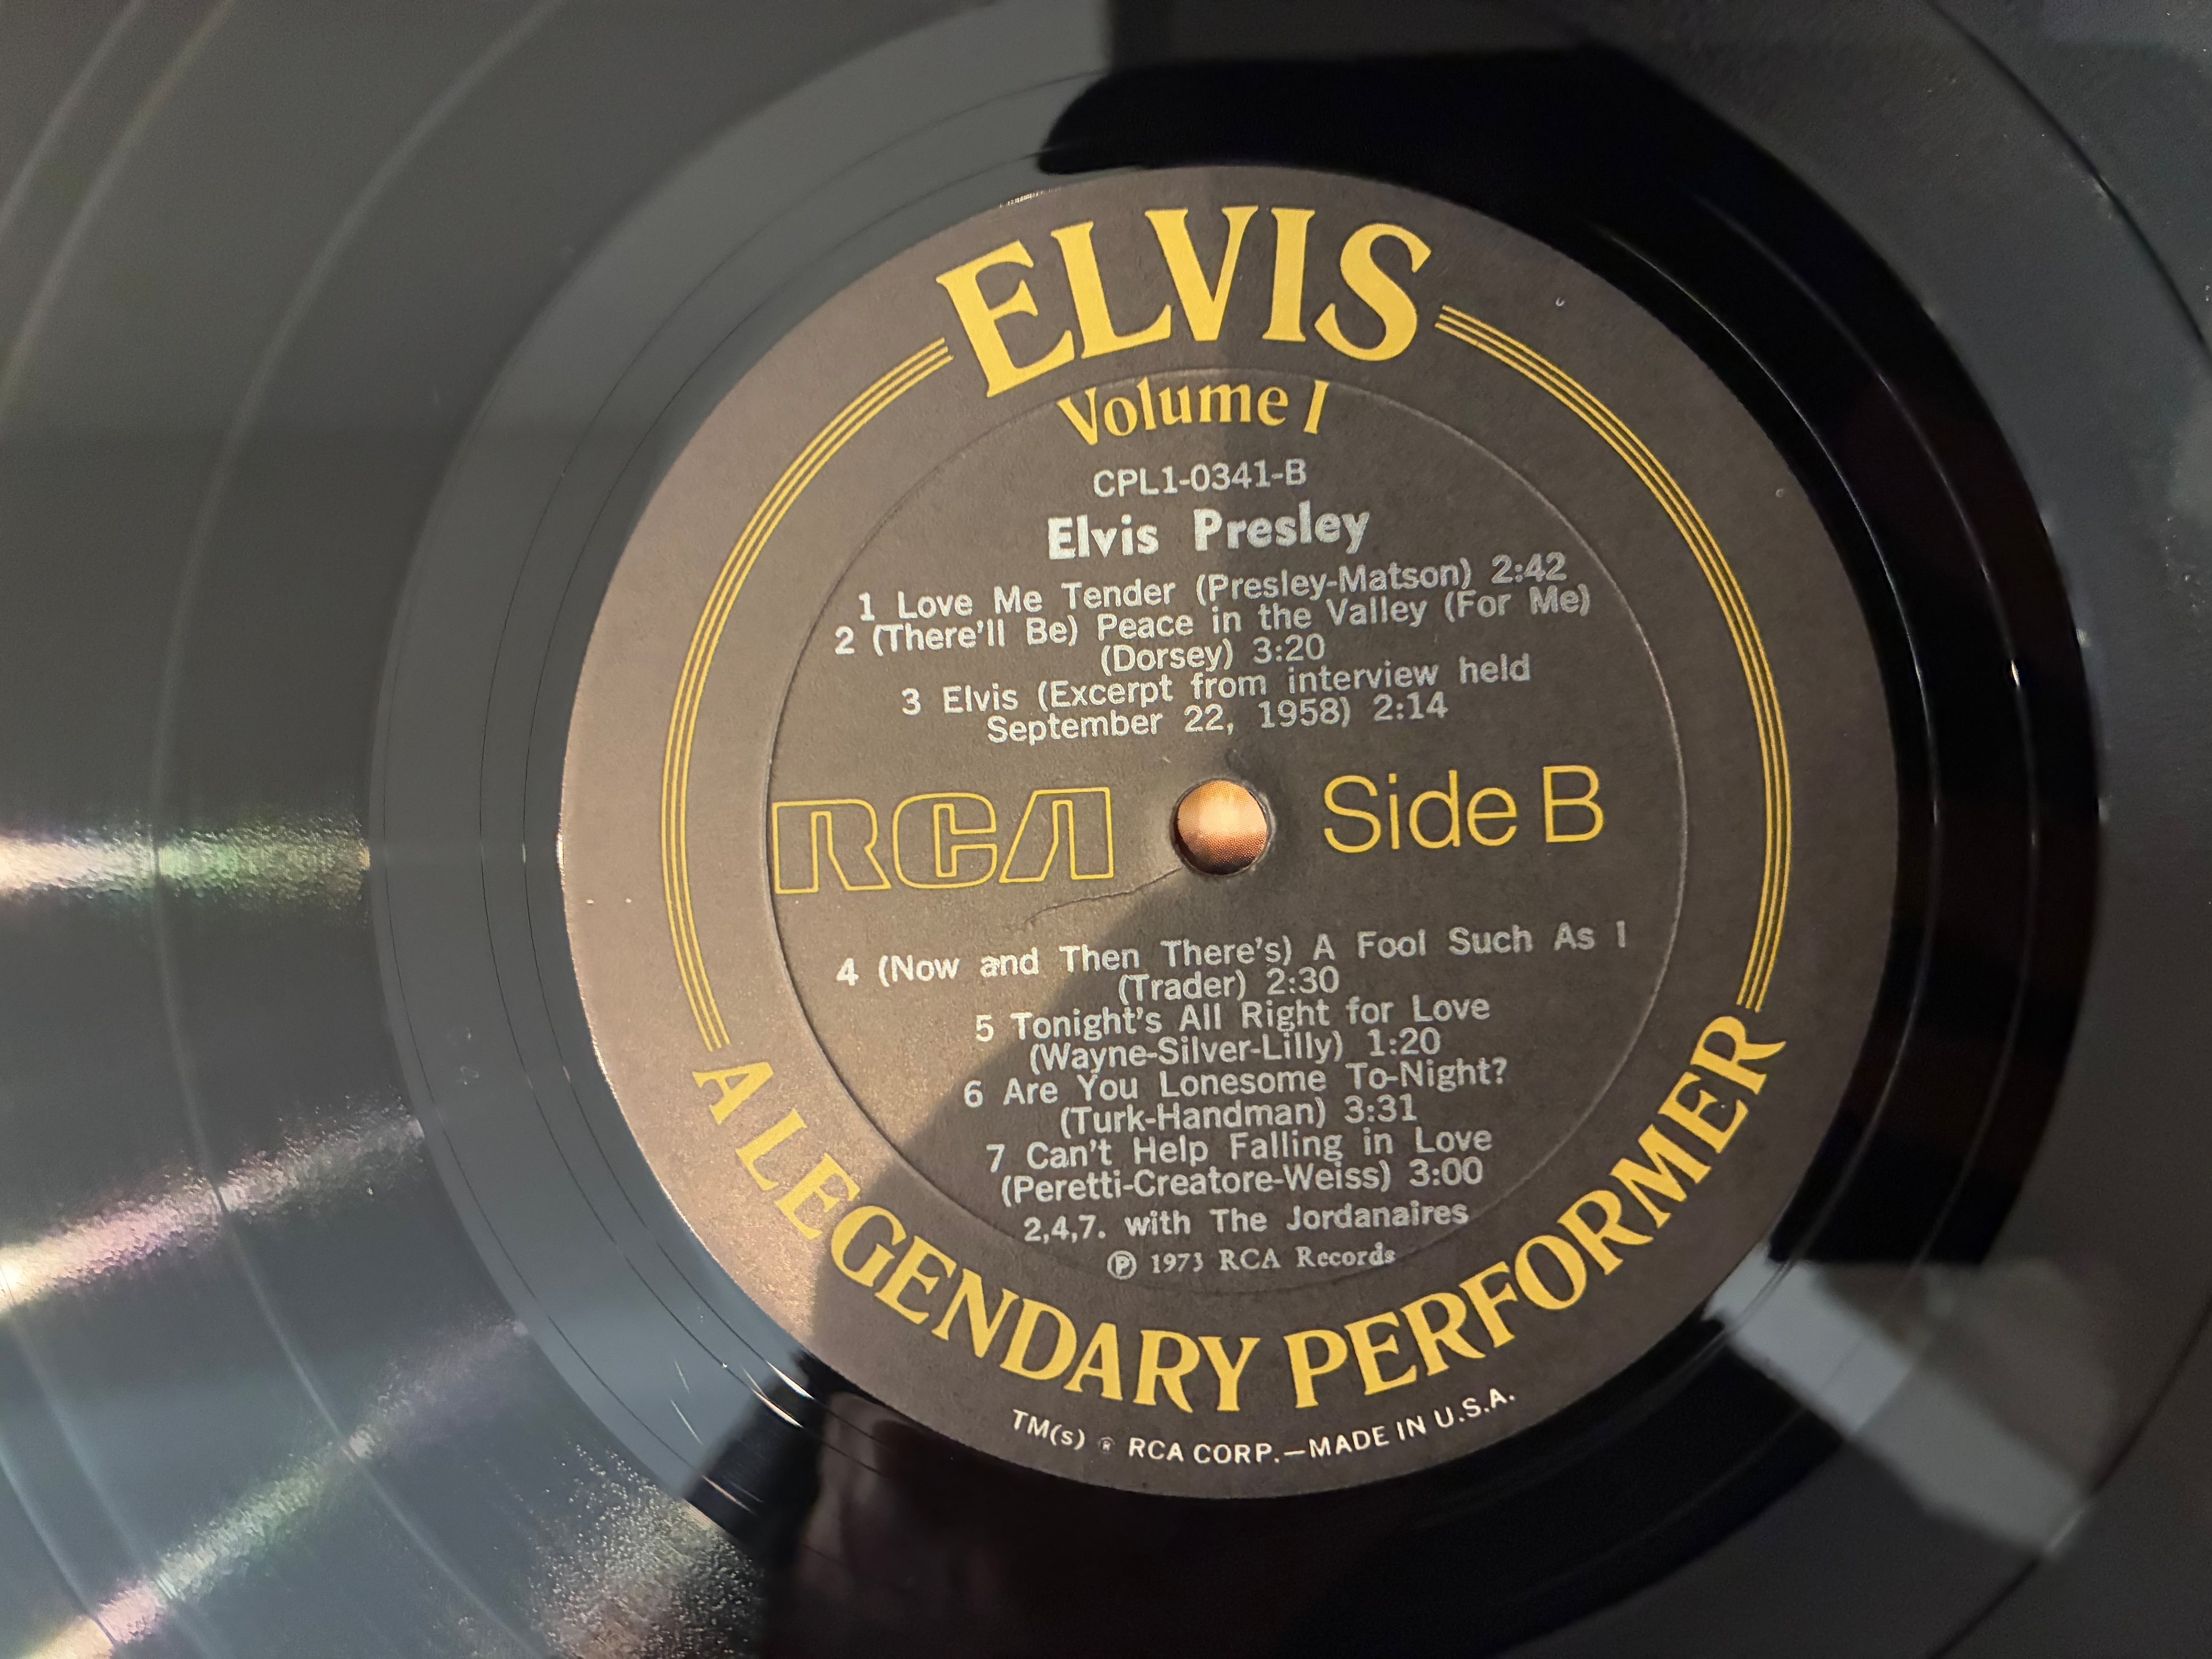 ELVIS
Volume I
CPL1-0341-B
Elvis Presley
1 Love Me Tender (Presley-Matson) 2:42
2 (There'll Be) Peace in the Valley (For Me)
(Dorsey) 3:20
3 Elvis (Excerpt from interview held
September 22, 1958) 2:14
RCA
Side B
4 (Now and Then There's) A Fool Such As I
(Trader) 2:30
5 Tonight's All Right for Love
(Wayne-Silver-Lilly) 1:20
6 Are You Lonesome To-Night?
(Turk-Handman) 3:31
7 Can't Help Falling in Love
(Peretti-Creatore-Weiss) 3:00
2,4,7. with The Jordanaires
℗ 1973 RCA Records
A LEGENDARY PERFORMER
TM(s) ® RCA CORP.—MADE IN U.S.A.